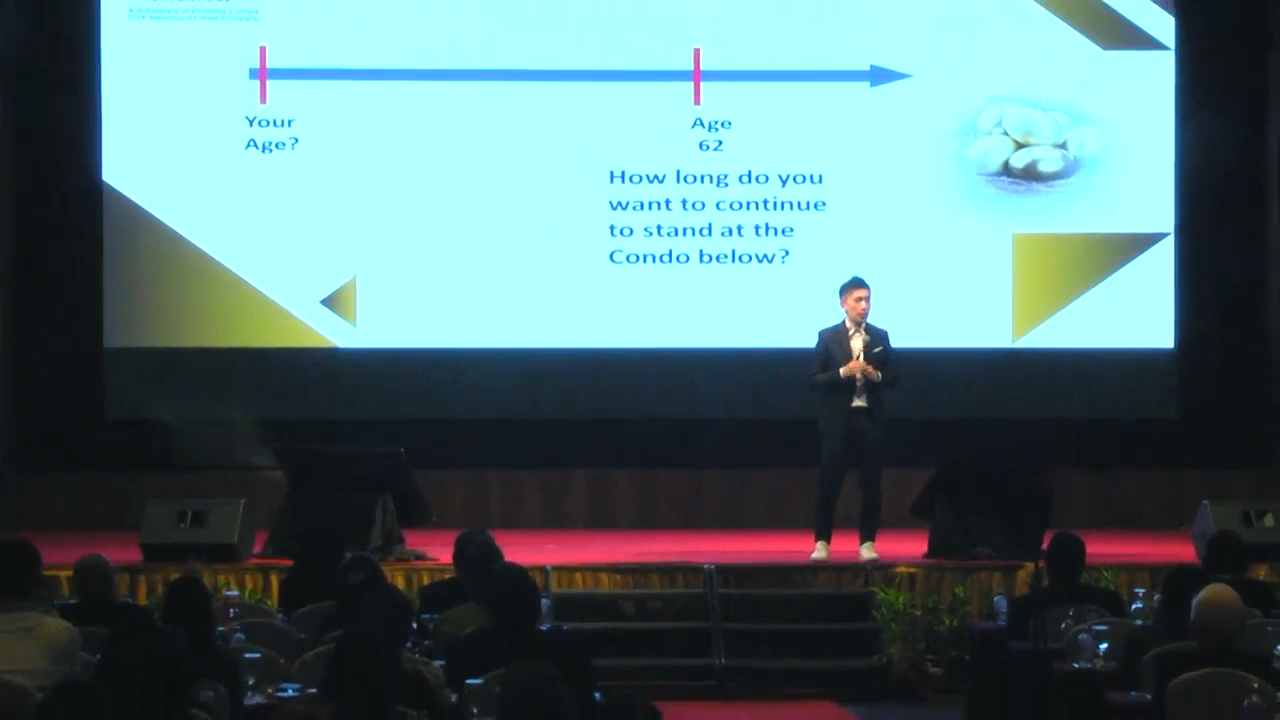 Your
Age?
Age
62
How long do you
want to continue
to stand at the
Condo below?